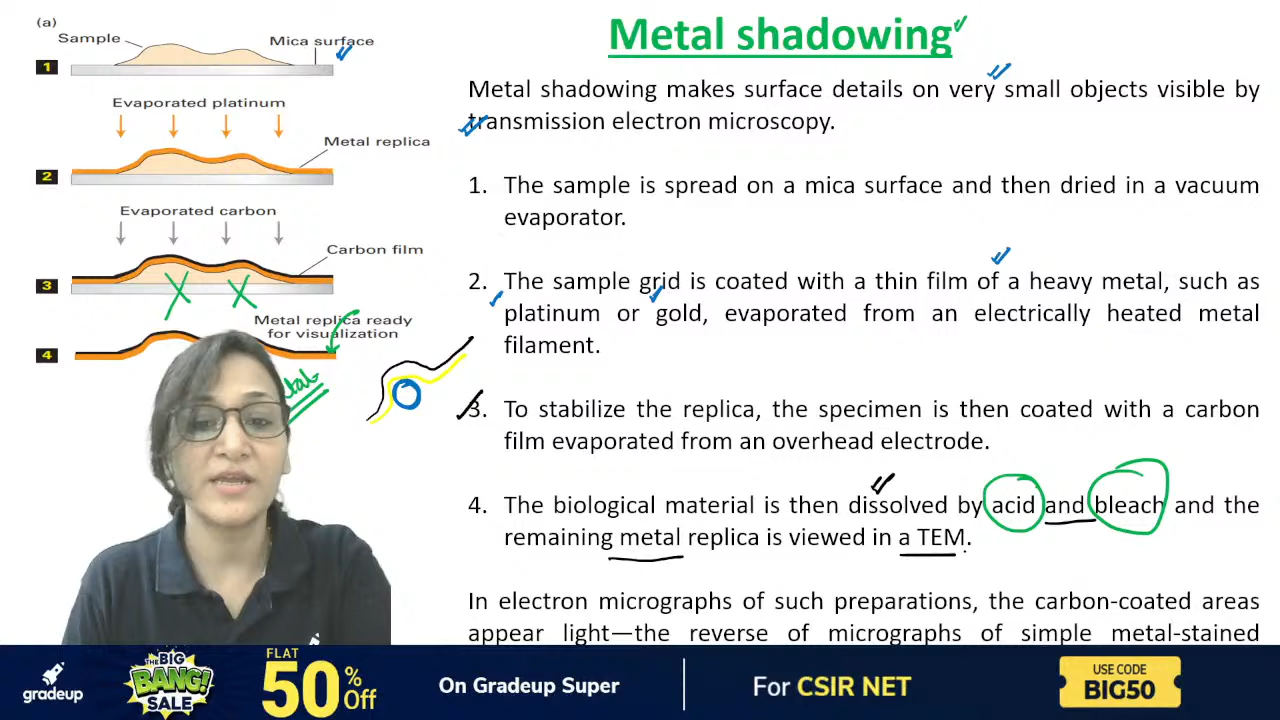 (a)
Sample
Mica surface
1
Evaporated platinum
Metal replica
2
Evaporated carbon
Carbon film
3
Metal replica ready
for visualization
4
Metal shadowing
Metal shadowing makes surface details on very small objects visible by
transmission electron microscopy.
1. The sample is spread on a mica surface and then dried in a vacuum
evaporator.
2. The sample grid is coated with a thin film of a heavy metal, such as
platinum or gold, evaporated from an electrically heated metal
filament.
3. To stabilize the replica, the specimen is then coated with a carbon
film evaporated from an overhead electrode.
4. The biological material is then dissolved by acid and bleach and the
remaining metal replica is viewed in a TEM.
In electron micrographs of such preparations, the carbon-coated areas
appear light—the reverse of micrographs of simple metal-stained
gradeup
THE BIG
BANG!
SALE
FLAT
50% Off
On Gradeup Super
For CSIR NET
USE CODE
BIG50